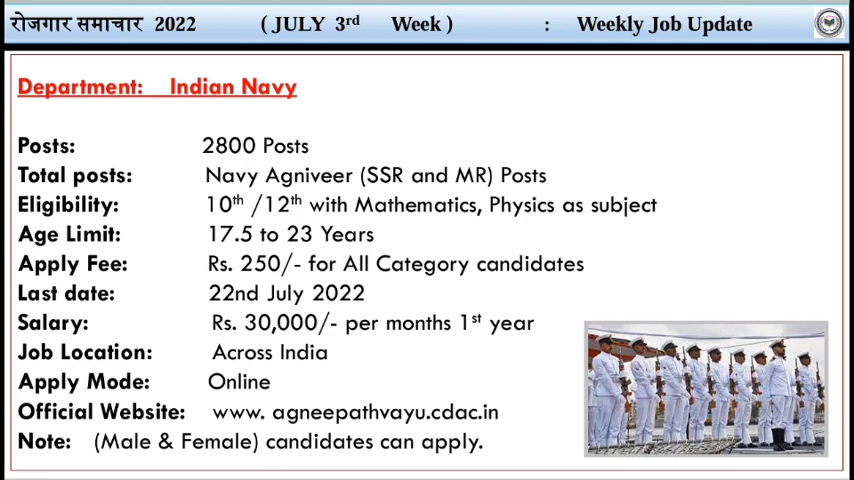 रोजगार समाचार 2022 ( JULY 3rd Week ) : Weekly Job Update
Department: Indian Navy
Posts: 2800 Posts
Total posts: Navy Agniveer (SSR and MR) Posts
Eligibility: 10th /12th with Mathematics, Physics as subject
Age Limit: 17.5 to 23 Years
Apply Fee: Rs. 250/- for All Category candidates
Last date: 22nd July 2022
Salary: Rs. 30,000/- per months 1st year
Job Location: Across India
Apply Mode: Online
Official Website: www. agneepathvayu.cdac.in
Note: (Male & Female) candidates can apply.